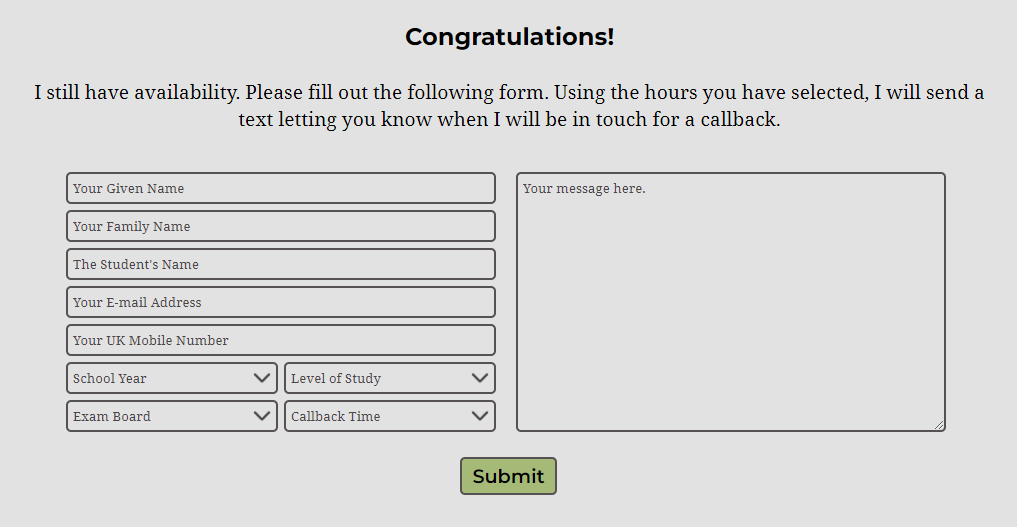 Congratulations!
I still have availability. Please fill out the following form. Using the hours you have selected, I will send a
text letting you know when I will be in touch for a callback.
Your Given Name
Your Family Name
The Student's Name
Your E-mail Address
Your UK Mobile Number
School Year
Level of Study
Exam Board
Callback Time
Your message here.
Submit